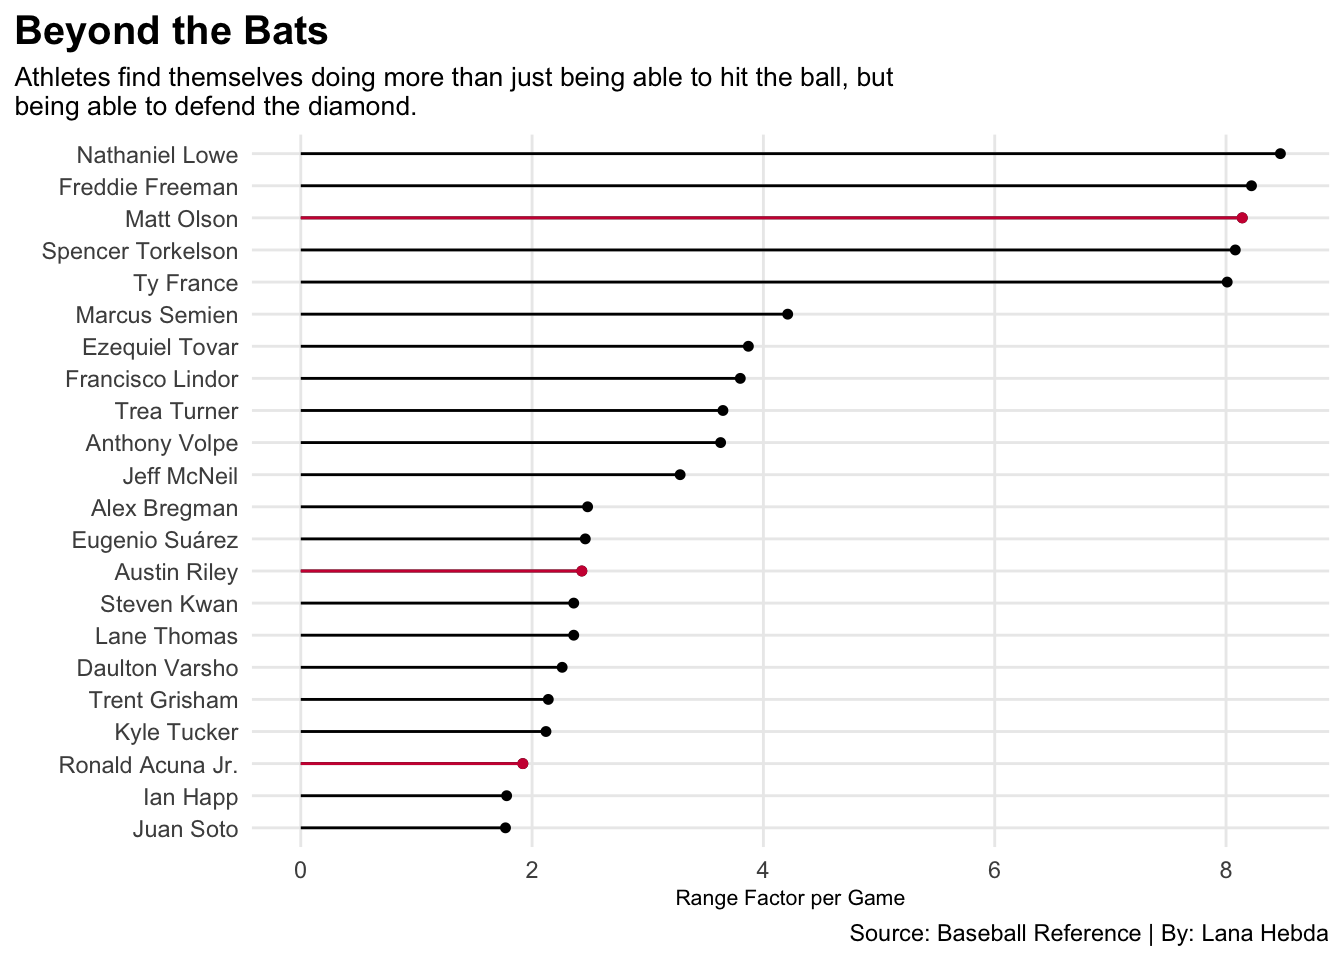 Beyond the Bats
Athletes find themselves doing more than just being able to hit the ball, but
being able to defend the diamond.
Nathaniel Lowe
Freddie Freeman
Matt Olson
Spencer Torkelson
Ty France
Marcus Semien
Ezequiel Tovar
Francisco Lindor
Trea Turner
Anthony Volpe
Jeff McNeil
Alex Bregman
Eugenio Suárez
Austin Riley
Steven Kwan
Lane Thomas
Daulton Varsho
Trent Grisham
Kyle Tucker
Ronald Acuna Jr.
Ian Happ
Juan Soto
0 2 4 6 8
Range Factor per Game
Source: Baseball Reference | By: Lana Hebda